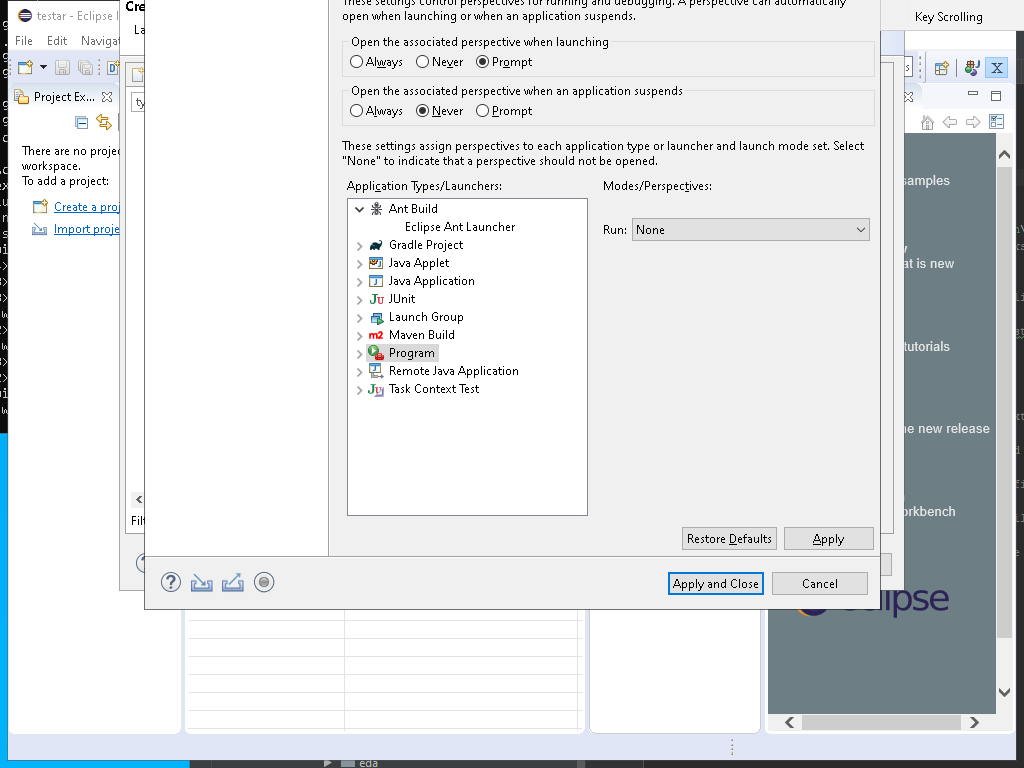 testar - Eclipse I
Cre
These settings control perspectives for running and debugging. A perspective can automatically
open when launching or when an application suspends.
Key Scrolling
File Edit Navigat
La
Open the associated perspective when launching
Always Never Prompt
Project Ex...
Open the associated perspective when an application suspends
Always Never Prompt
ty
There are no proje
workspace.
To add a project:
Create a proj
Import proje
These settings assign perspectives to each application type or launcher and launch mode set. Select
"None" to indicate that a perspective should not be opened.
Application Types/Launchers:
Modes/Perspectives:
Ant Build
Eclipse Ant Launcher
Gradle Project
Java Applet
Java Application
JUnit
Launch Group
Maven Build
Program
Remote Java Application
Task Context Test
Run: None
samples
at is new
tutorials
he new release
orkbench
Filt
Restore Defaults Apply
Apply and Close Cancel
eclipse
eda